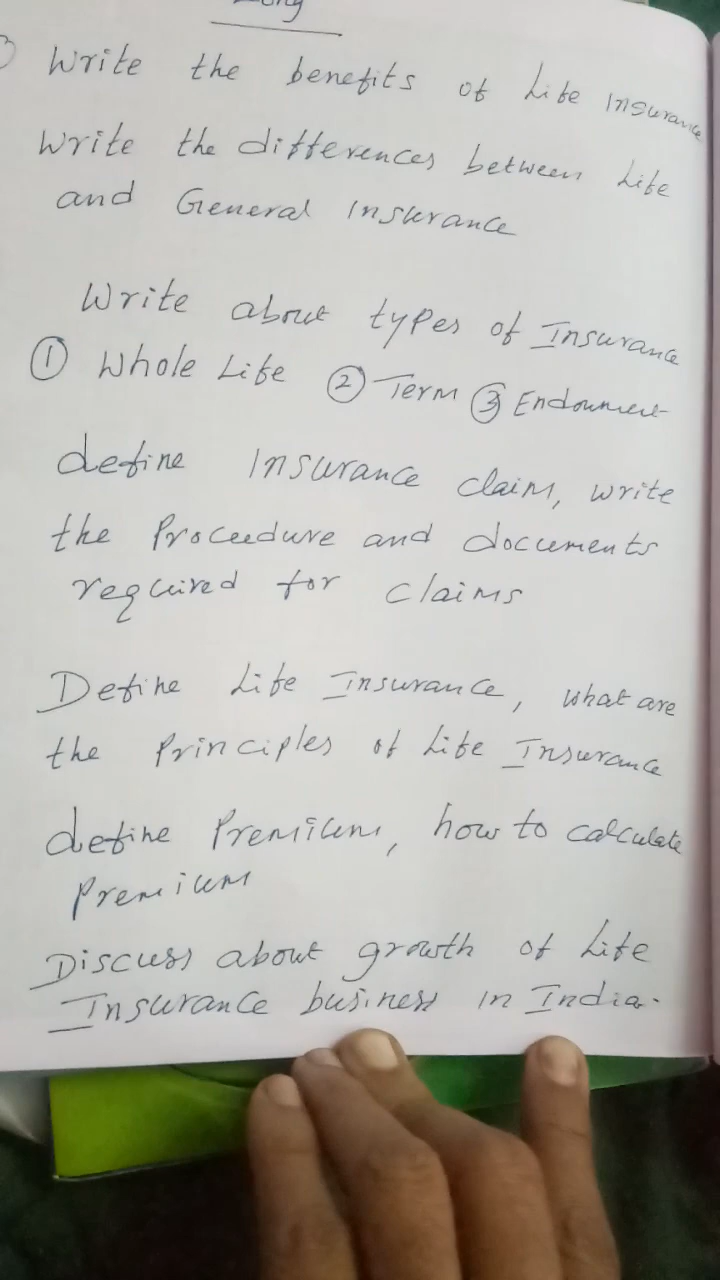 Long
Write the benefits of Life Insurance
Write the differences between Life
and General Insurance
Write about types of Insurance
① Whole Life ② Term ③ Endowment
define Insurance claim, write
the Proceedure and documents
required for claims
Define Life Insurance, what are
the Principles of Life Insurance
define Premium, how to calculate
Premium
Discuss about growth of Life
Insurance business in India.